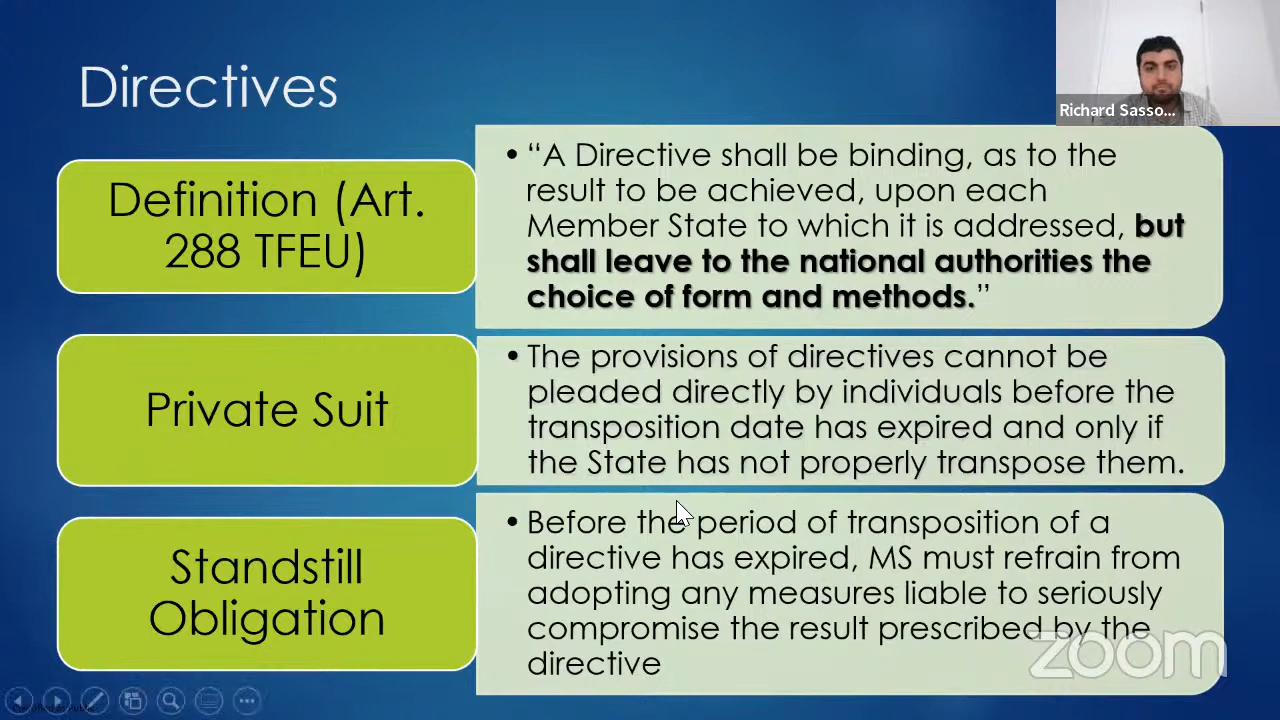 Directives
Richard Sasso...
Definition (Art.
288 TFEU)
• “A Directive shall be binding, as to the
result to be achieved, upon each
Member State to which it is addressed, but
shall leave to the national authorities the
choice of form and methods.”
Private Suit
• The provisions of directives cannot be
pleaded directly by individuals before the
transposition date has expired and only if
the State has not properly transpose them.
Standstill
Obligation
• Before the period of transposition of a
directive has expired, MS must refrain from
adopting any measures liable to seriously
compromise the result prescribed by the
directive
zoom
Classified as Public